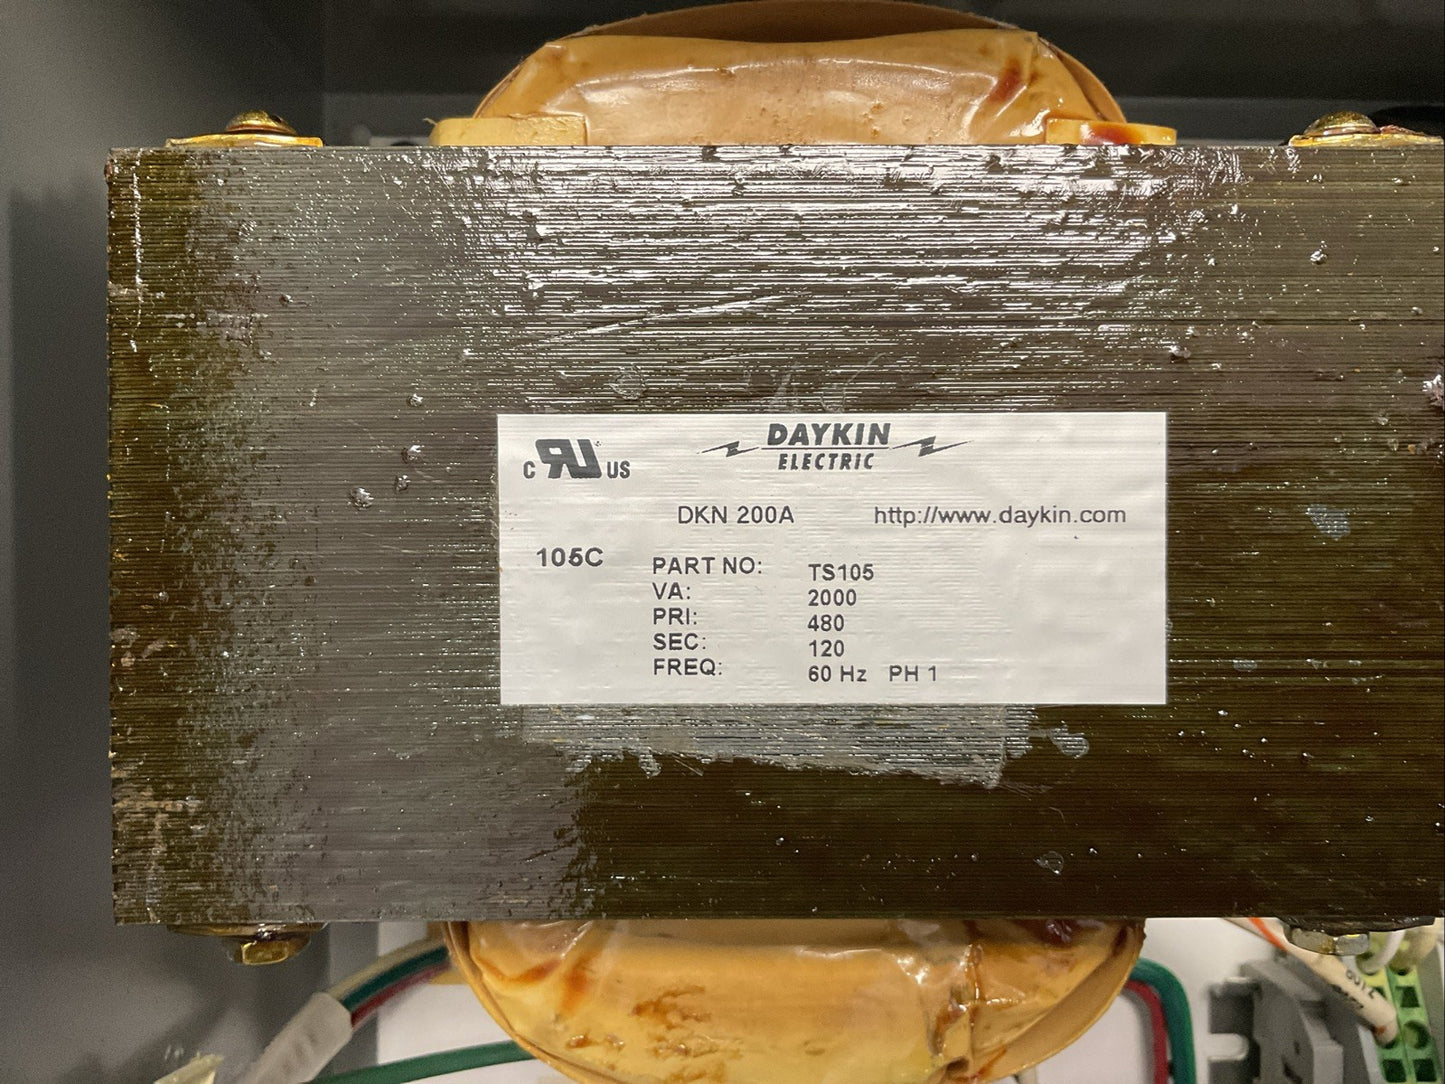 c RU US
DAYKIN
ELECTRIC
DKN 200A http://www.daykin.com
105C
PART NO: TS105
VA: 2000
PRI: 480
SEC: 120
FREQ: 60 Hz PH 1